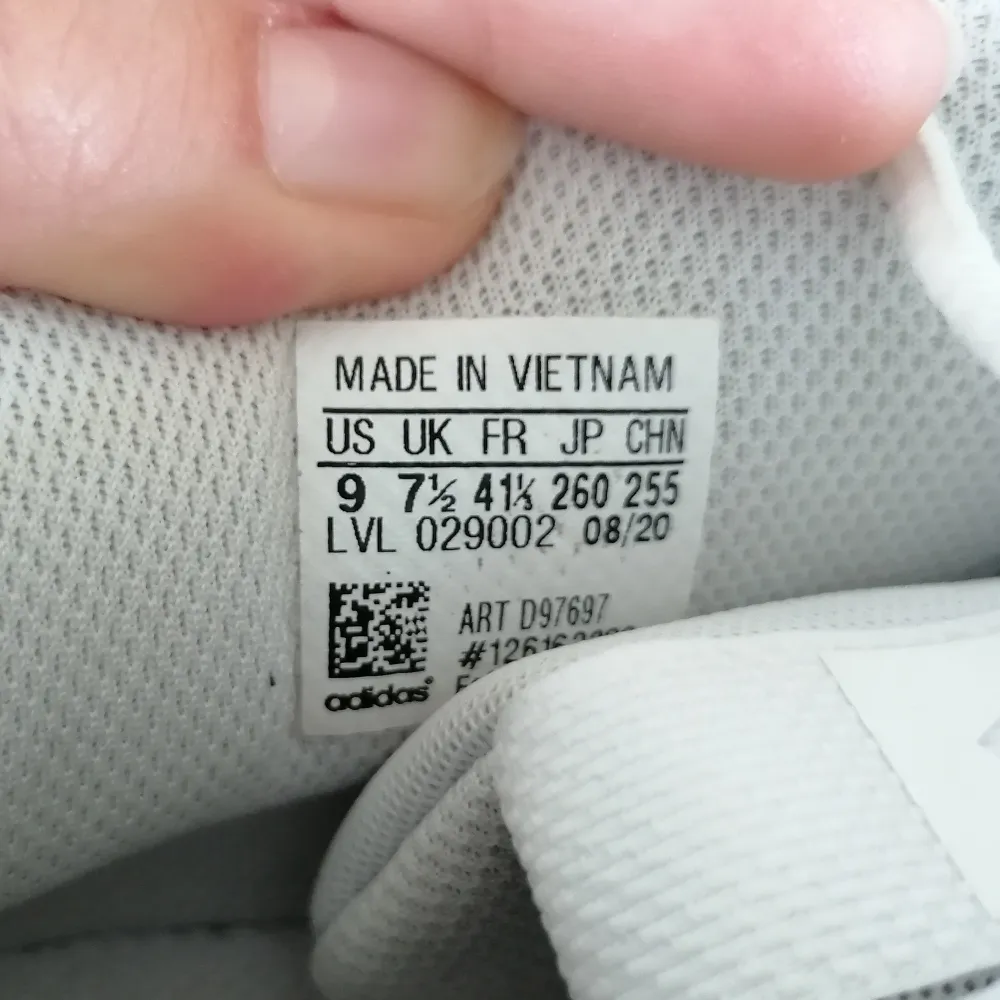 MADE IN VIETNAM
US UK FR JP CHN
9 7½ 41⅓ 260 255
LVL 029002 08/20
ART D97697
adidas